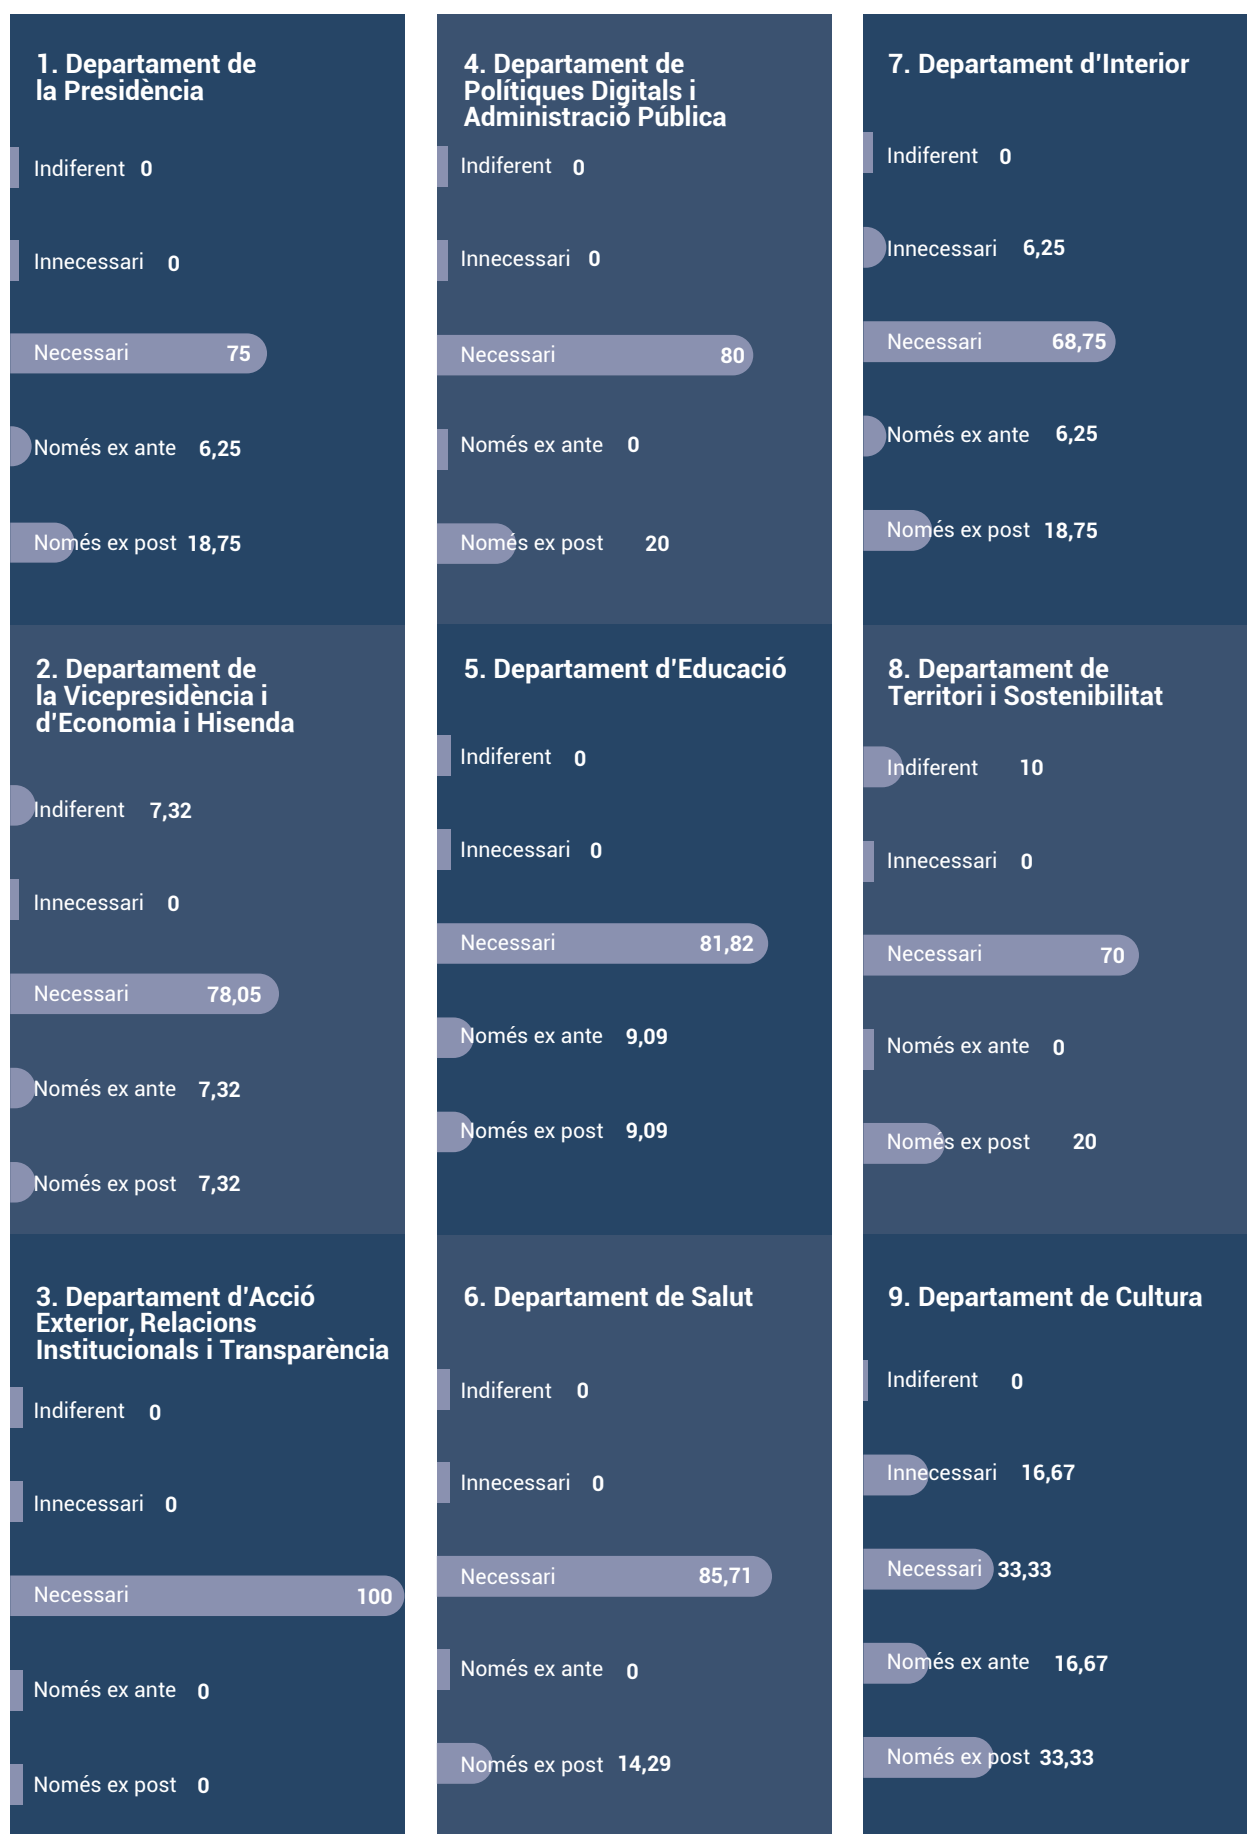 1. Departament de
la Presidència
Indiferent 0
Innecessari 0
Necessari 75
Només ex ante 6,25
Només ex post 18,75
2. Departament de
la Vicepresidència i
d'Economia i Hisenda
Indiferent 7,32
Innecessari 0
Necessari 78,05
Només ex ante 7,32
Només ex post 7,32
3. Departament d'Acció
Exterior, Relacions
Institucionals i Transparència
Indiferent 0
Innecessari 0
Necessari 100
Només ex ante 0
Només ex post 0
4. Departament de
Polítiques Digitals i
Administració Pública
Indiferent 0
Innecessari 0
Necessari 80
Només ex ante 0
Només ex post 20
5. Departament d'Educació
Indiferent 0
Innecessari 0
Necessari 81,82
Només ex ante 9,09
Només ex post 9,09
6. Departament de Salut
Indiferent 0
Innecessari 0
Necessari 85,71
Només ex ante 0
Només ex post 14,29
7. Departament d'Interior
Indiferent 0
Innecessari 6,25
Necessari 68,75
Només ex ante 6,25
Només ex post 18,75
8. Departament de
Territori i Sostenibilitat
Indiferent 10
Innecessari 0
Necessari 70
Només ex ante 0
Només ex post 20
9. Departament de Cultura
Indiferent 0
Innecessari 16,67
Necessari 33,33
Només ex ante 16,67
Només ex post 33,33